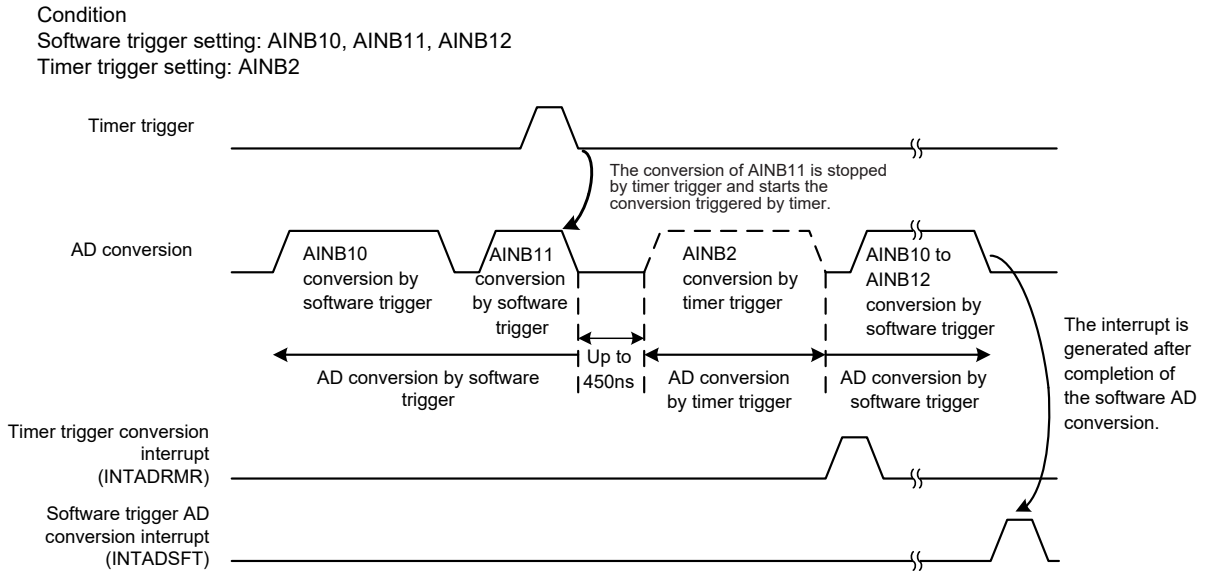 Condition
Software trigger setting: AINB10, AINB11, AINB12
Timer trigger setting: AINB2
Timer trigger
The conversion of AINB11 is stopped
by timer trigger and starts the
conversion triggered by timer.
AD conversion
AINB10
conversion by
software trigger
AINB11
conversion
by software
trigger
AINB2
conversion by
timer trigger
AINB10 to
AINB12
conversion by
software trigger
The interrupt is
generated after
completion of
the software AD
conversion.
AD conversion by software
trigger
Up to
450ns
AD conversion
by timer trigger
AD conversion by
software trigger
Timer trigger conversion
interrupt
(INTADRMR)
Software trigger AD
conversion interrupt
(INTADSFT)